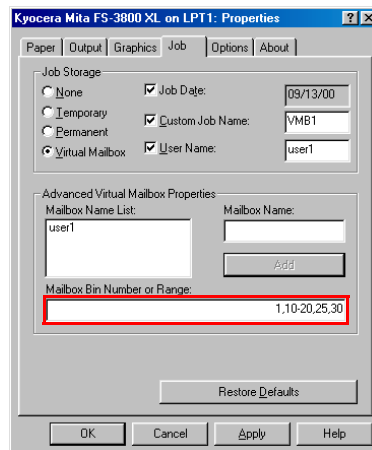 Kyocera Mita FS-3800 XL on LPT1: Properties
Paper Output Graphics Job Options About
Job Storage
None
Temporary
Permanent
Virtual Mailbox
Job Date: 09/13/00
Custom Job Name: VMB1
User Name: user1
Advanced Virtual Mailbox Properties
Mailbox Name List:
user1
Mailbox Name:
Add
Mailbox Bin Number or Range:
1,10-20,25,30
Restore Defaults
OK Cancel Apply Help